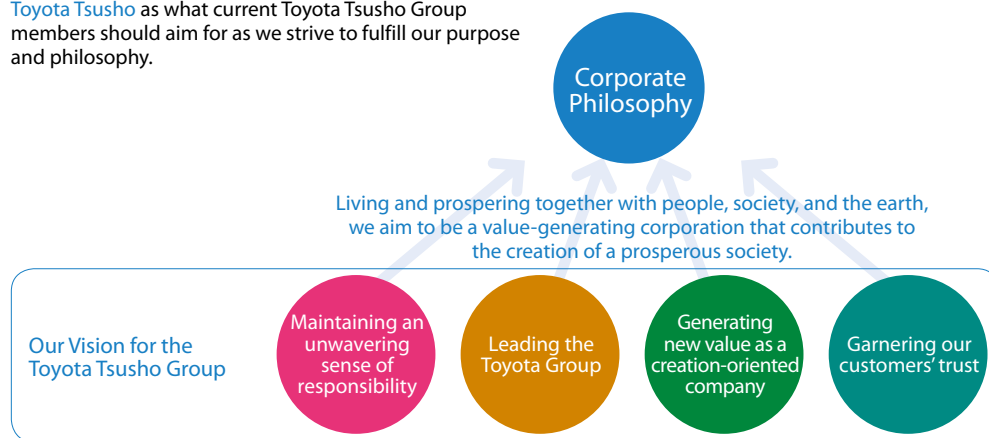 Toyota Tsusho as what current Toyota Tsusho Group
members should aim for as we strive to fulfill our purpose
and philosophy.
Corporate
Philosophy
Living and prospering together with people, society, and the earth,
we aim to be a value-generating corporation that contributes to
the creation of a prosperous society.
Our Vision for the
Toyota Tsusho Group
Maintaining an
unwavering
sense of
responsibility
Leading the
Toyota Group
Generating
new value as a
creation-oriented
company
Garnering our
customers’ trust